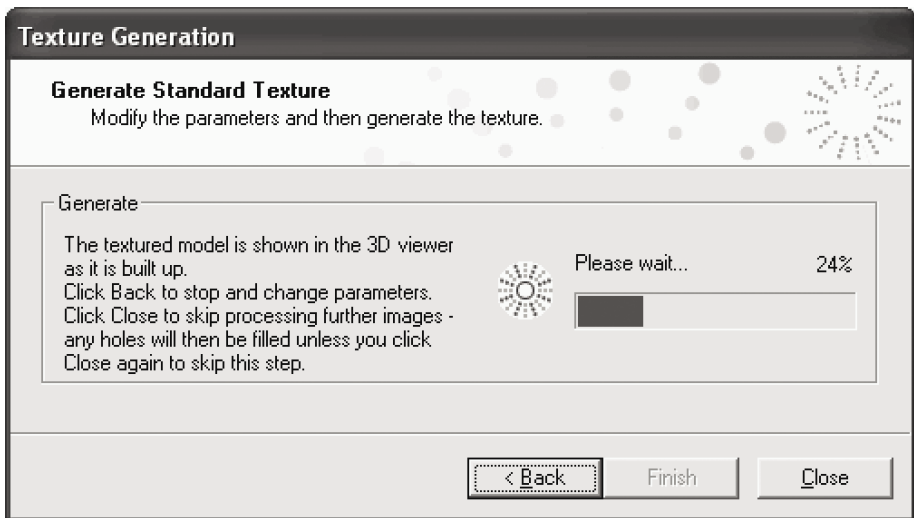 Texture Generation
Generate Standard Texture
Modify the parameters and then generate the texture.
Generate
The textured model is shown in the 3D viewer
as it is built up.
Click Back to stop and change parameters.
Click Close to skip processing further images -
any holes will then be filled unless you click
Close again to skip this step.
Please wait...
24%
< Back
Finish
Close